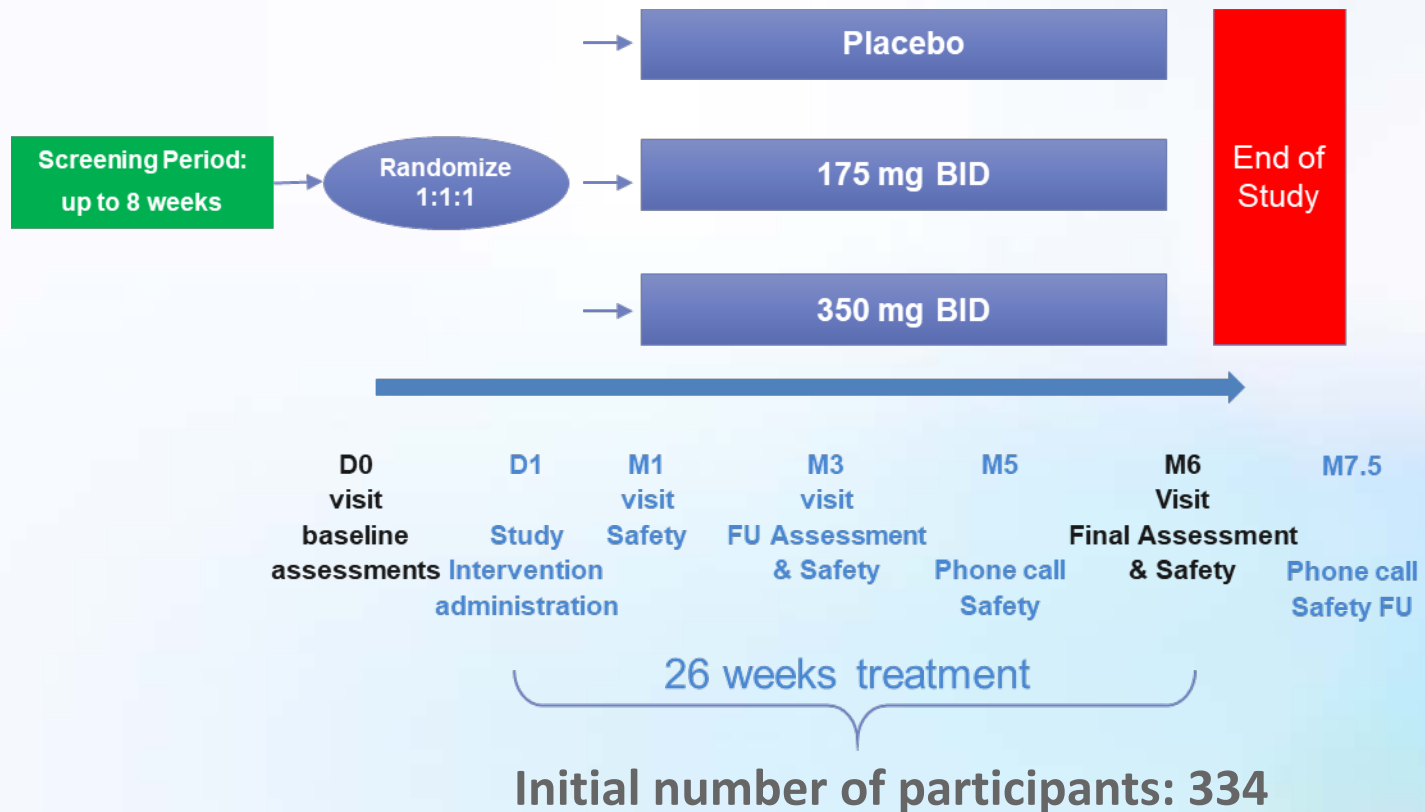 Placebo
Screening Period:
up to 8 weeks
Randomize
1:1:1
175 mg BID
350 mg BID
End of
Study
D0
visit
baseline
assessments
D1
Study
Intervention
administration
M1
visit
Safety
M3
visit
FU Assessment
& Safety
M5
Phone call
Safety
M6
Visit
Final Assessment
& Safety
M7.5
Phone call
Safety FU
26 weeks treatment
Initial number of participants: 334